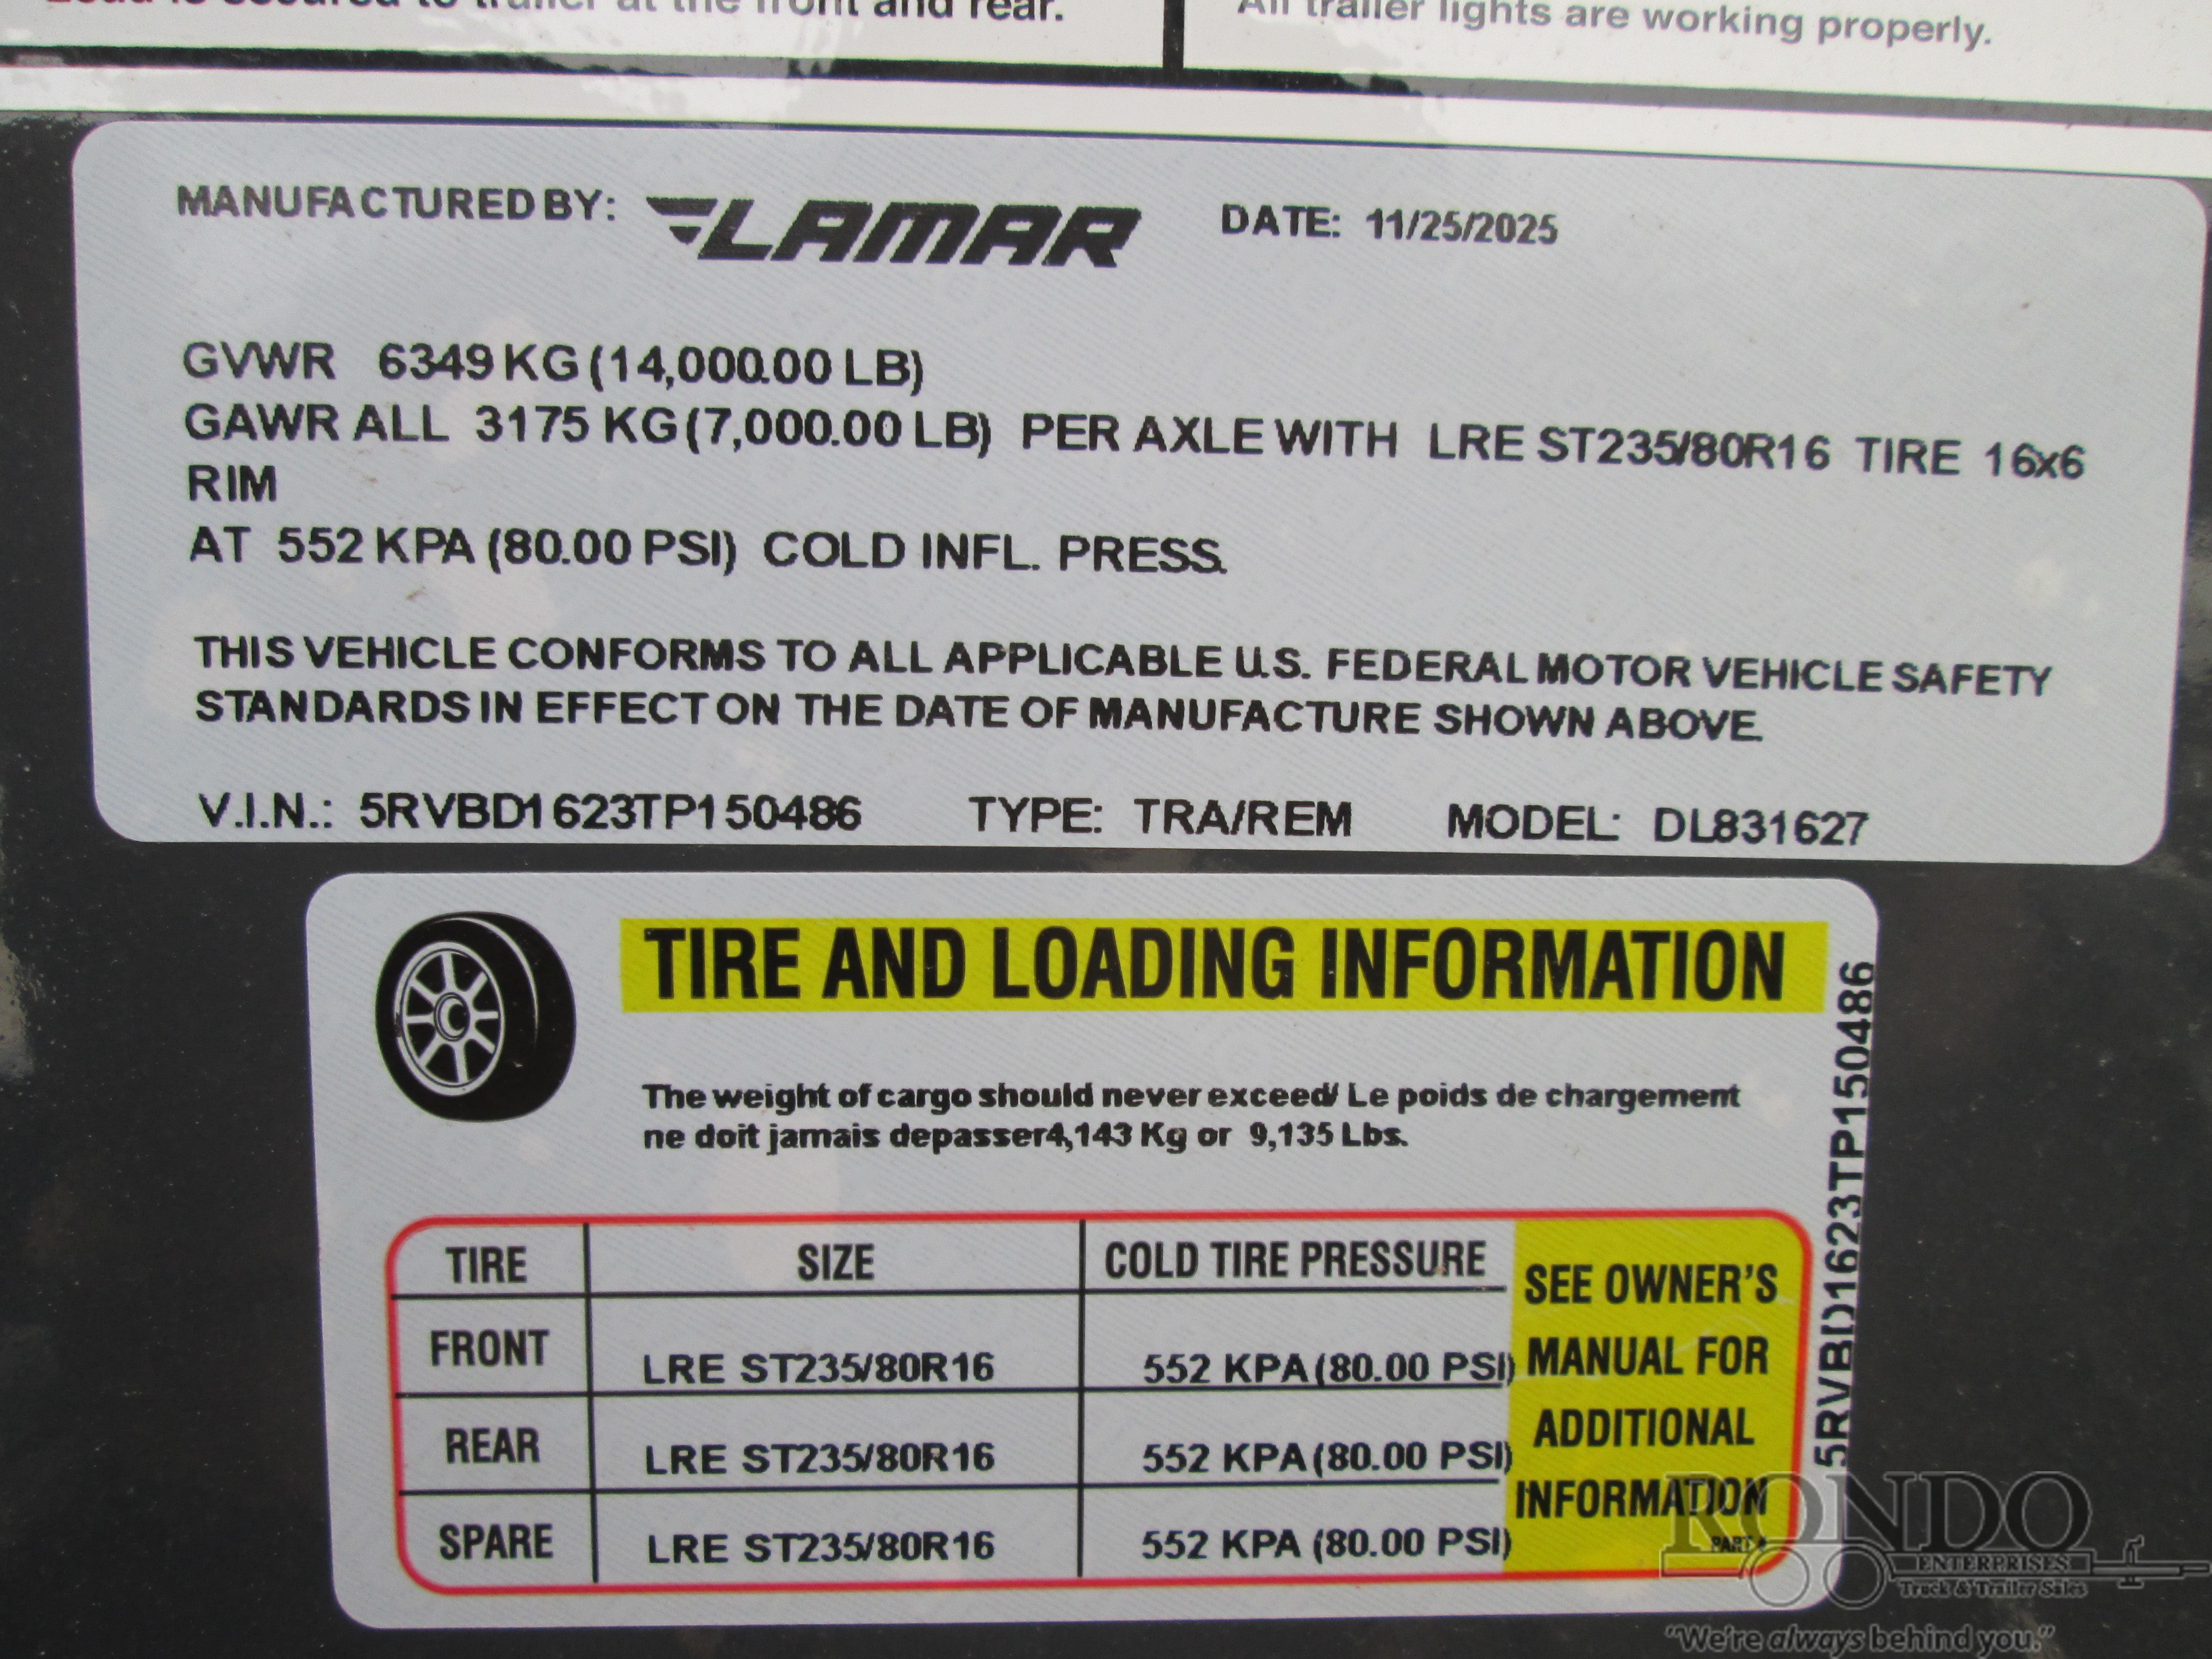 Load is secured to trailer at the front and rear.
All trailer lights are working properly.
MANUFACTURED BY: LAMAR DATE: 11/25/2025
GVWR 6349 KG (14,000.00 LB)
GAWR ALL 3175 KG (7,000.00 LB) PER AXLE WITH LRE ST235/80R16 TIRE 16x6
RIM
AT 552 KPA (80.00 PSI) COLD INFL. PRESS.
THIS VEHICLE CONFORMS TO ALL APPLICABLE U.S. FEDERAL MOTOR VEHICLE SAFETY
STANDARDS IN EFFECT ON THE DATE OF MANUFACTURE SHOWN ABOVE.
V.I.N.: 5RVBD1623TP150486 TYPE: TRA/REM MODEL: DL831627
TIRE AND LOADING INFORMATION
The weight of cargo should never exceed/ Le poids de chargement
ne doit jamais depasser4,143 Kg or 9,135 Lbs.
5RVBD1623TP150486
TIRE SIZE COLD TIRE PRESSURE
FRONT LRE ST235/80R16 552 KPA (80.00 PSI)
REAR LRE ST235/80R16 552 KPA (80.00 PSI)
SPARE LRE ST235/80R16 552 KPA (80.00 PSI)
SEE OWNER'S
MANUAL FOR
ADDITIONAL
INFORMATION
PART #
RONDO
ENTERPRISES
Truck & Trailer Sales
"We're always behind you."